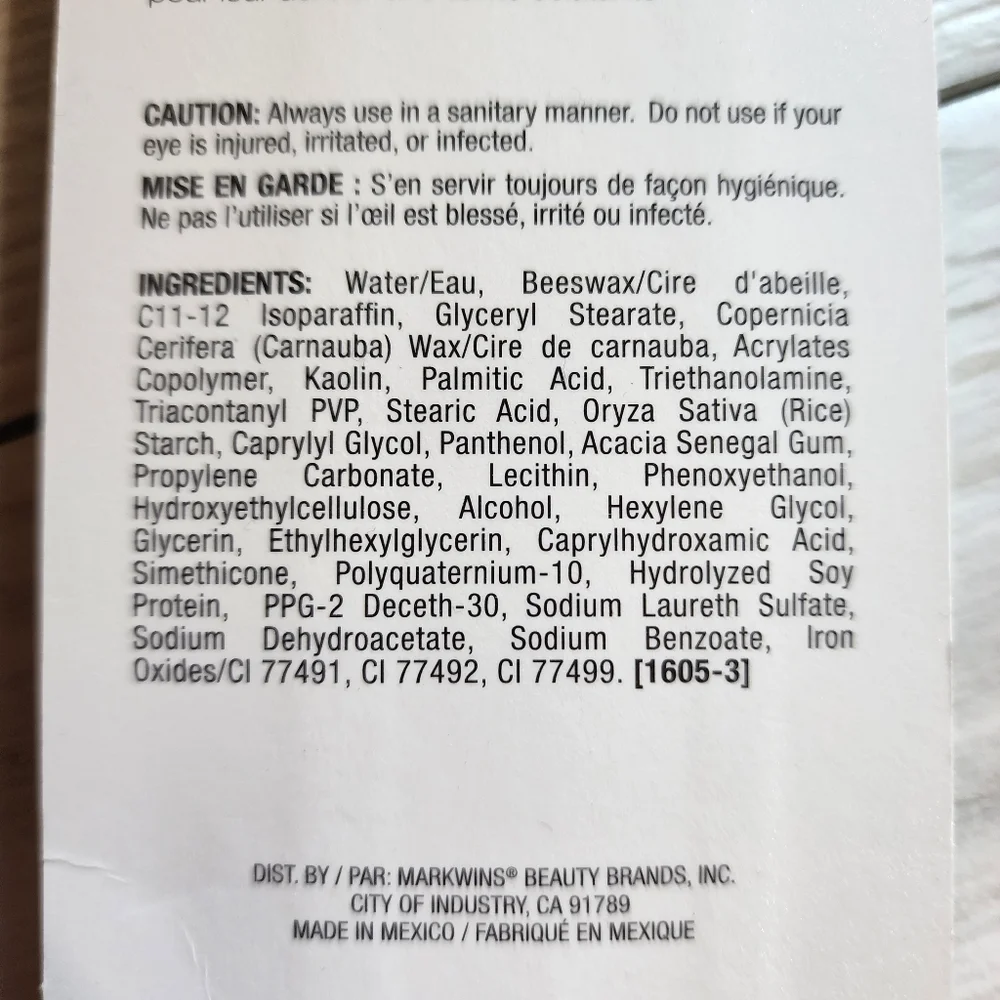 CAUTION: Always use in a sanitary manner. Do not use if your
eye is injured, irritated, or infected.
MISE EN GARDE : S'en servir toujours de façon hygiénique.
Ne pas l'utiliser si l'œil est blessé, irrité ou infecté.
INGREDIENTS: Water/Eau, Beeswax/Cire d'abeille,
C11-12 Isoparaffin, Glyceryl Stearate, Copernicia
Cerifera (Carnauba) Wax/Cire de carnauba, Acrylates
Copolymer, Kaolin, Palmitic Acid, Triethanolamine,
Triacontanyl PVP, Stearic Acid, Oryza Sativa (Rice)
Starch, Caprylyl Glycol, Panthenol, Acacia Senegal Gum,
Propylene Carbonate, Lecithin, Phenoxyethanol,
Hydroxyethylcellulose, Alcohol, Hexylene Glycol,
Glycerin, Ethylhexylglycerin, Caprylhydroxamic Acid,
Simethicone, Polyquaternium-10, Hydrolyzed Soy
Protein, PPG-2 Deceth-30, Sodium Laureth Sulfate,
Sodium Dehydroacetate, Sodium Benzoate, Iron
Oxides/CI 77491, CI 77492, CI 77499. [1605-3]
DIST. BY / PAR: MARKWINS® BEAUTY BRANDS, INC.
CITY OF INDUSTRY, CA 91789
MADE IN MEXICO / FABRIQUÉ EN MEXIQUE